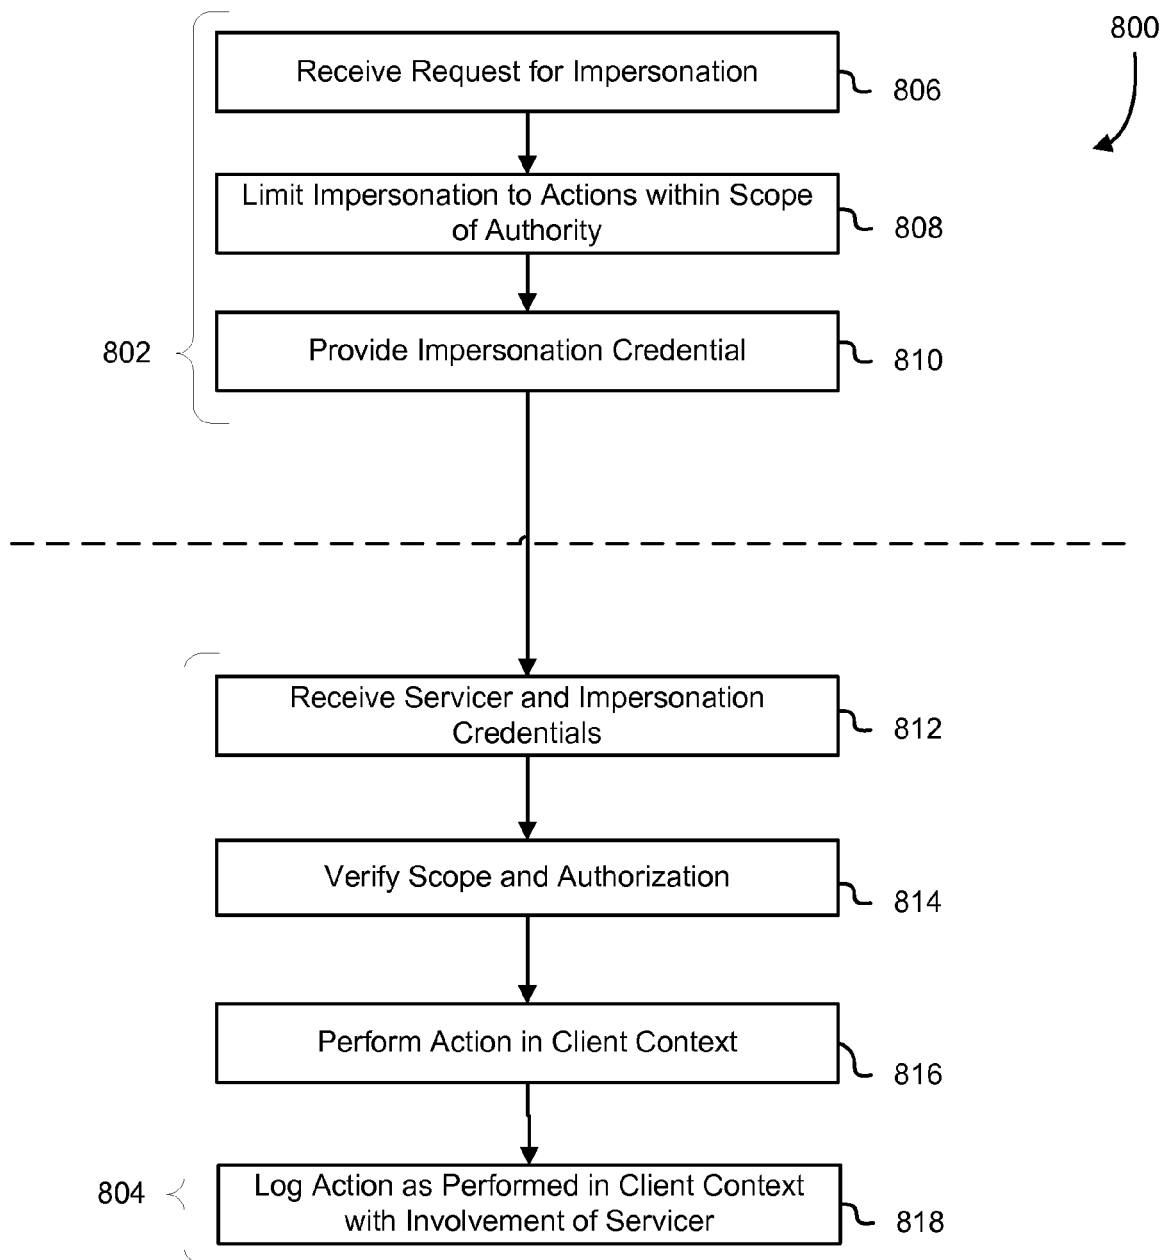 800
Receive Request for Impersonation
806
Limit Impersonation to Actions within Scope
of Authority
808
802
Provide Impersonation Credential
810
Receive Servicer and Impersonation
Credentials
812
Verify Scope and Authorization
814
Perform Action in Client Context
816
804
Log Action as Performed in Client Context
with Involvement of Servicer
818